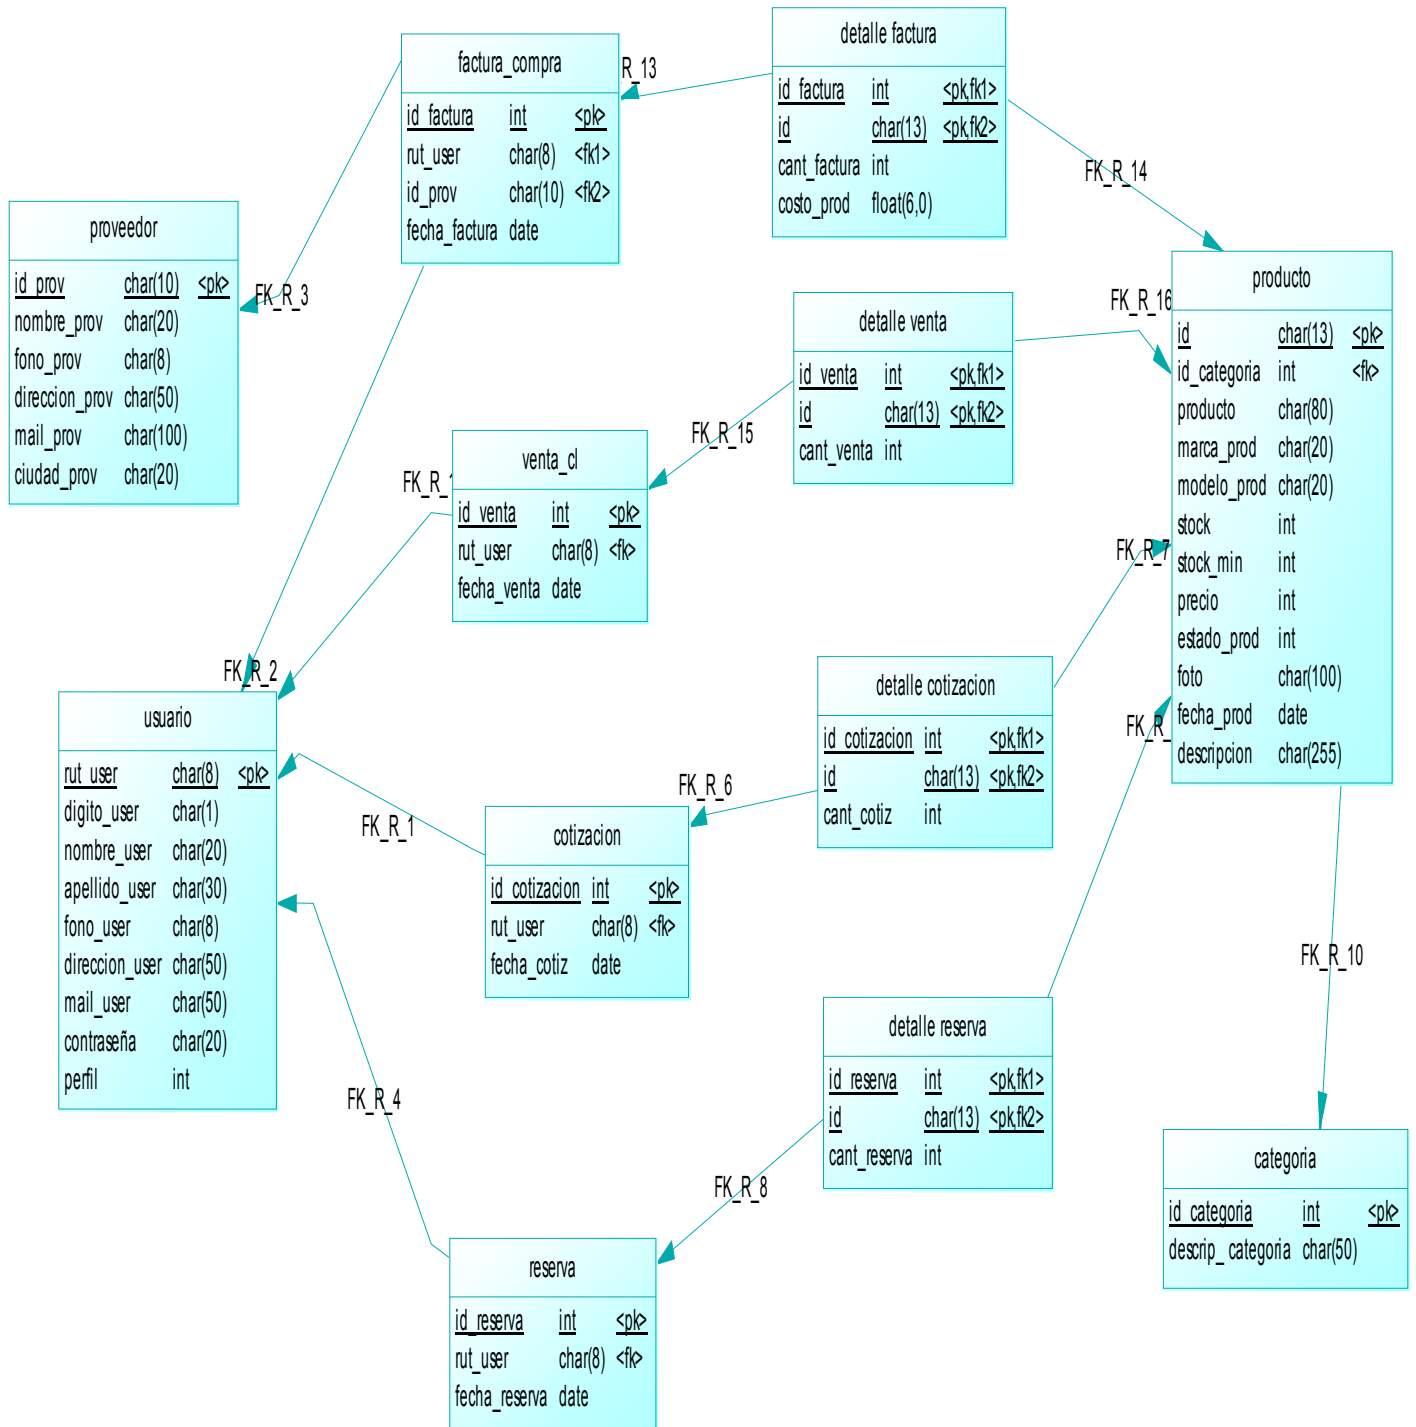 detalle factura
id_factura int <pk,fk1>
id char(13) <pk,fk2>
cant_factura int
costo_prod float(6,0)
factura_compra
id_factura int <pk>
rut_user char(8) <fk1>
id_prov char(10) <fk2>
fecha_factura date
R_13
FK_R_14
proveedor
id_prov char(10) <pk>
nombre_prov char(20)
fono_prov char(8)
direccion_prov char(50)
mail_prov char(100)
ciudad_prov char(20)
FK_R_3
producto
id char(13) <pk>
id_categoria int <fk>
producto char(80)
marca_prod char(20)
modelo_prod char(20)
stock int
stock_min int
precio int
estado_prod int
foto char(100)
fecha_prod date
descripcion char(255)
FK_R_16
detalle venta
id_venta int <pk,fk1>
id char(13) <pk,fk2>
cant_venta int
FK_R_15
venta_cl
id_venta int <pk>
rut_user char(8) <fk>
fecha_venta date
FK_R_1
FK_R_7
FK_R_2
usuario
rut_user char(8) <pk>
digito_user char(1)
nombre_user char(20)
apellido_user char(30)
fono_user char(8)
direccion_user char(50)
mail_user char(50)
contraseña char(20)
perfil int
detalle cotizacion
id_cotizacion int <pk,fk1>
id char(13) <pk,fk2>
cant_cotiz int
FK_R_
FK_R_6
FK_R_1
cotizacion
id_cotizacion int <pk>
rut_user char(8) <fk>
fecha_cotiz date
FK_R_10
detalle reserva
id_reserva int <pk,fk1>
id char(13) <pk,fk2>
cant_reserva int
FK_R_4
FK_R_8
categoria
id_categoria int <pk>
descrip_categoria char(50)
reserva
id_reserva int <pk>
rut_user char(8) <fk>
fecha_reserva date